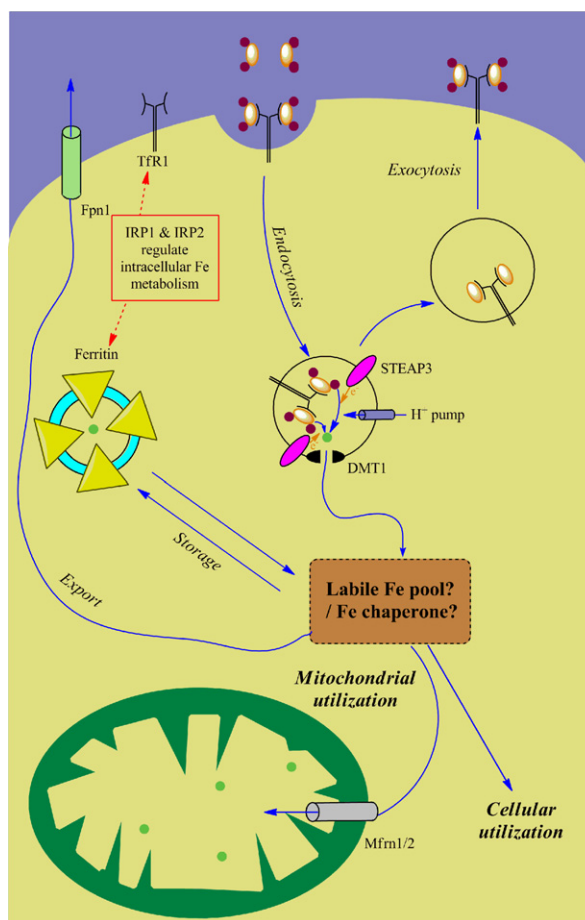 TfR1
Fpn1
IRP1 & IRP2
regulate
intracellular Fe
metabolism
Ferritin
Endocytosis
Exocytosis
STEAP3
e
H⁺ pump
e
DMT1
Storage
Export
Labile Fe pool?
/ Fe chaperone?
Mitochondrial
utilization
Cellular
utilization
Mfrn1/2